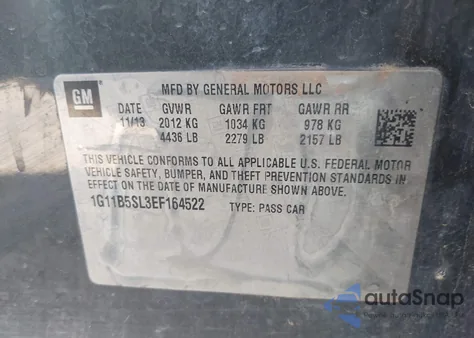 GM
MFD BY GENERAL MOTORS LLC
DATE GVWR GAWR FRT GAWR RR
11/13 2012 KG 1034 KG 978 KG
4436 LB 2279 LB 2157 LB
THIS VEHICLE CONFORMS TO ALL APPLICABLE U.S. FEDERAL MOTOR
VEHICLE SAFETY, BUMPER, AND THEFT PREVENTION STANDARDS
IN EFFECT ON THE DATE OF MANUFACTURE SHOWN ABOVE.
1G11B5SL3EF164522 TYPE: PASS CAR
autoSnap